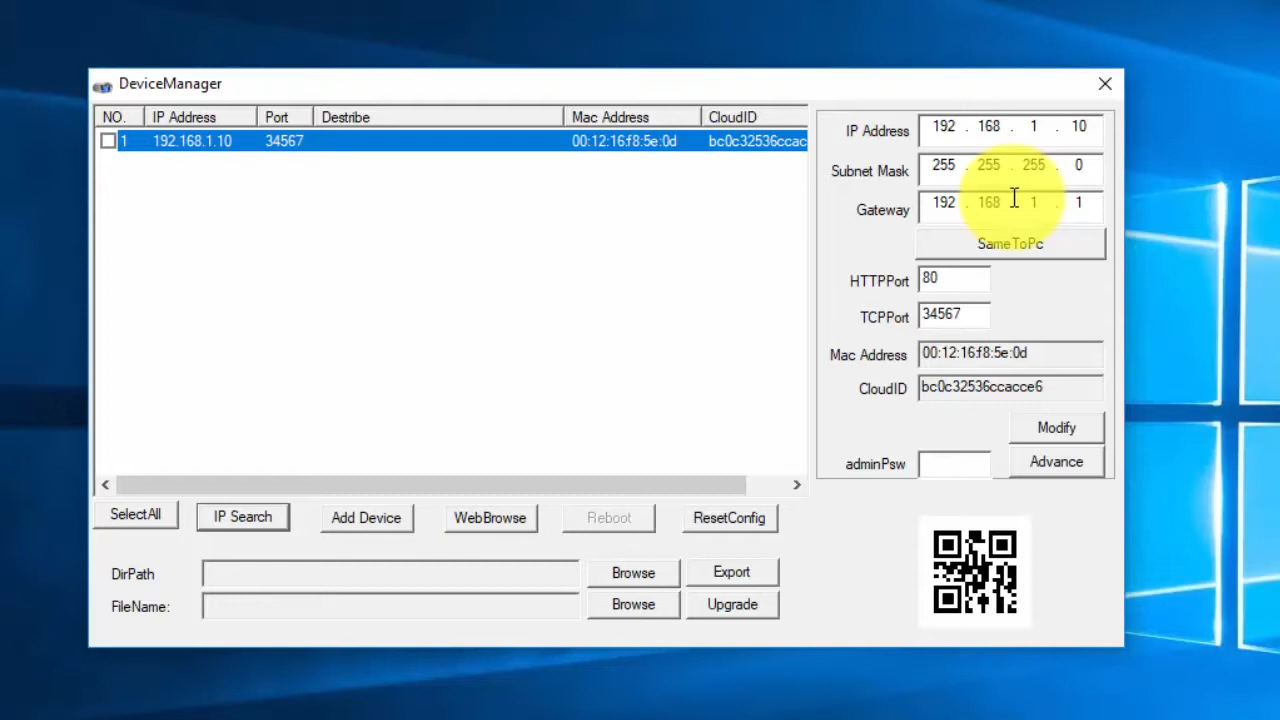 DeviceManager
NO. IP Address Port Destribe Mac Address CloudID
1 192.168.1.10 34567 00:12:16:f8:5e:0d bc0c32536ccac
IP Address 192 . 168 . 1 . 10
Subnet Mask 255 . 255 . 255 . 0
Gateway 192 . 168 . 1 . 1
SameToPc
HTTPPort 80
TCPPort 34567
Mac Address 00:12:16:f8:5e:0d
CloudID bc0c32536ccacce6
Modify
adminPsw Advance
SelectAll IP Search Add Device WebBrowse Reboot ResetConfig
DirPath Browse Export
FileName: Browse Upgrade